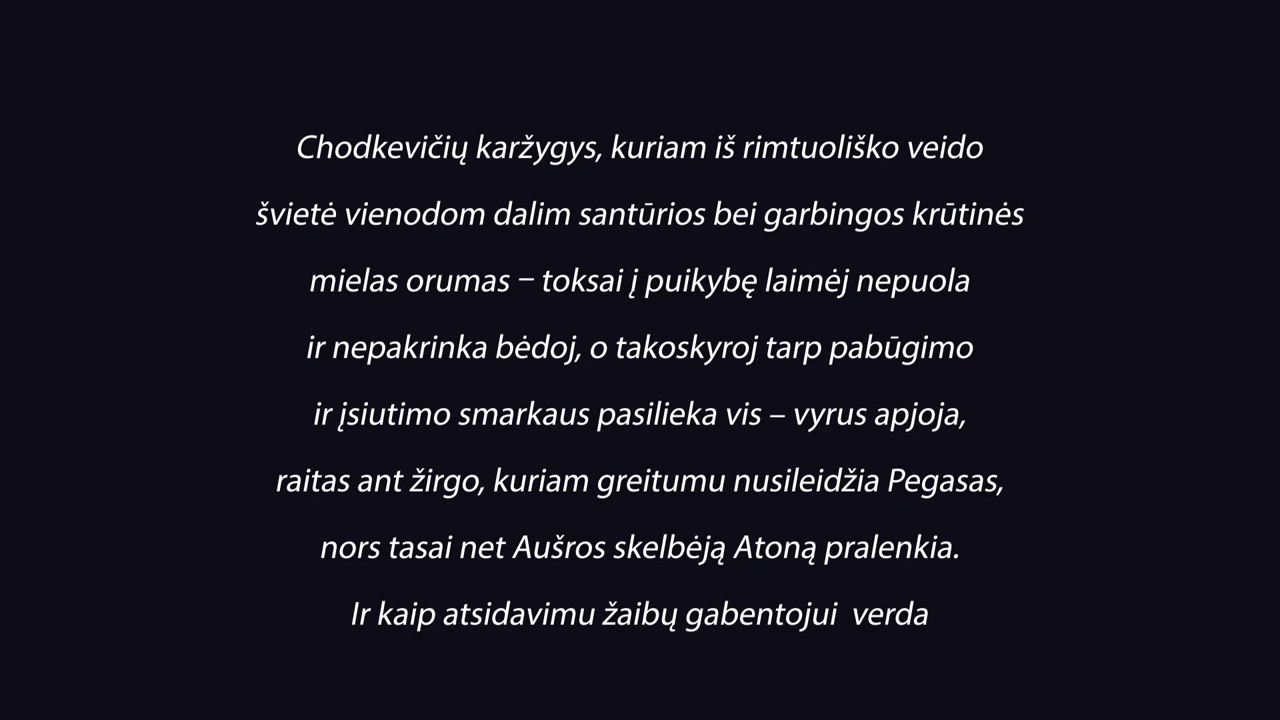 Chodkevičių karžygys, kuriam iš rimtuoliško veido
švietė vienodom dalim santūrios bei garbingos krūtinės
mielas orumas – toksai į puikybę laimėj nepuola
ir nepakrinka bėdoj, o takoskyroj tarp pabūgimo
ir įsiutimo smarkaus pasilieka vis – vyrus apjoja,
raitas ant žirgo, kuriam greitumu nusileidžia Pegasas,
nors tasai net Aušros skelbėją Atoną pralenkia.
Ir kaip atsidavimu žaibų gabentojui  verda